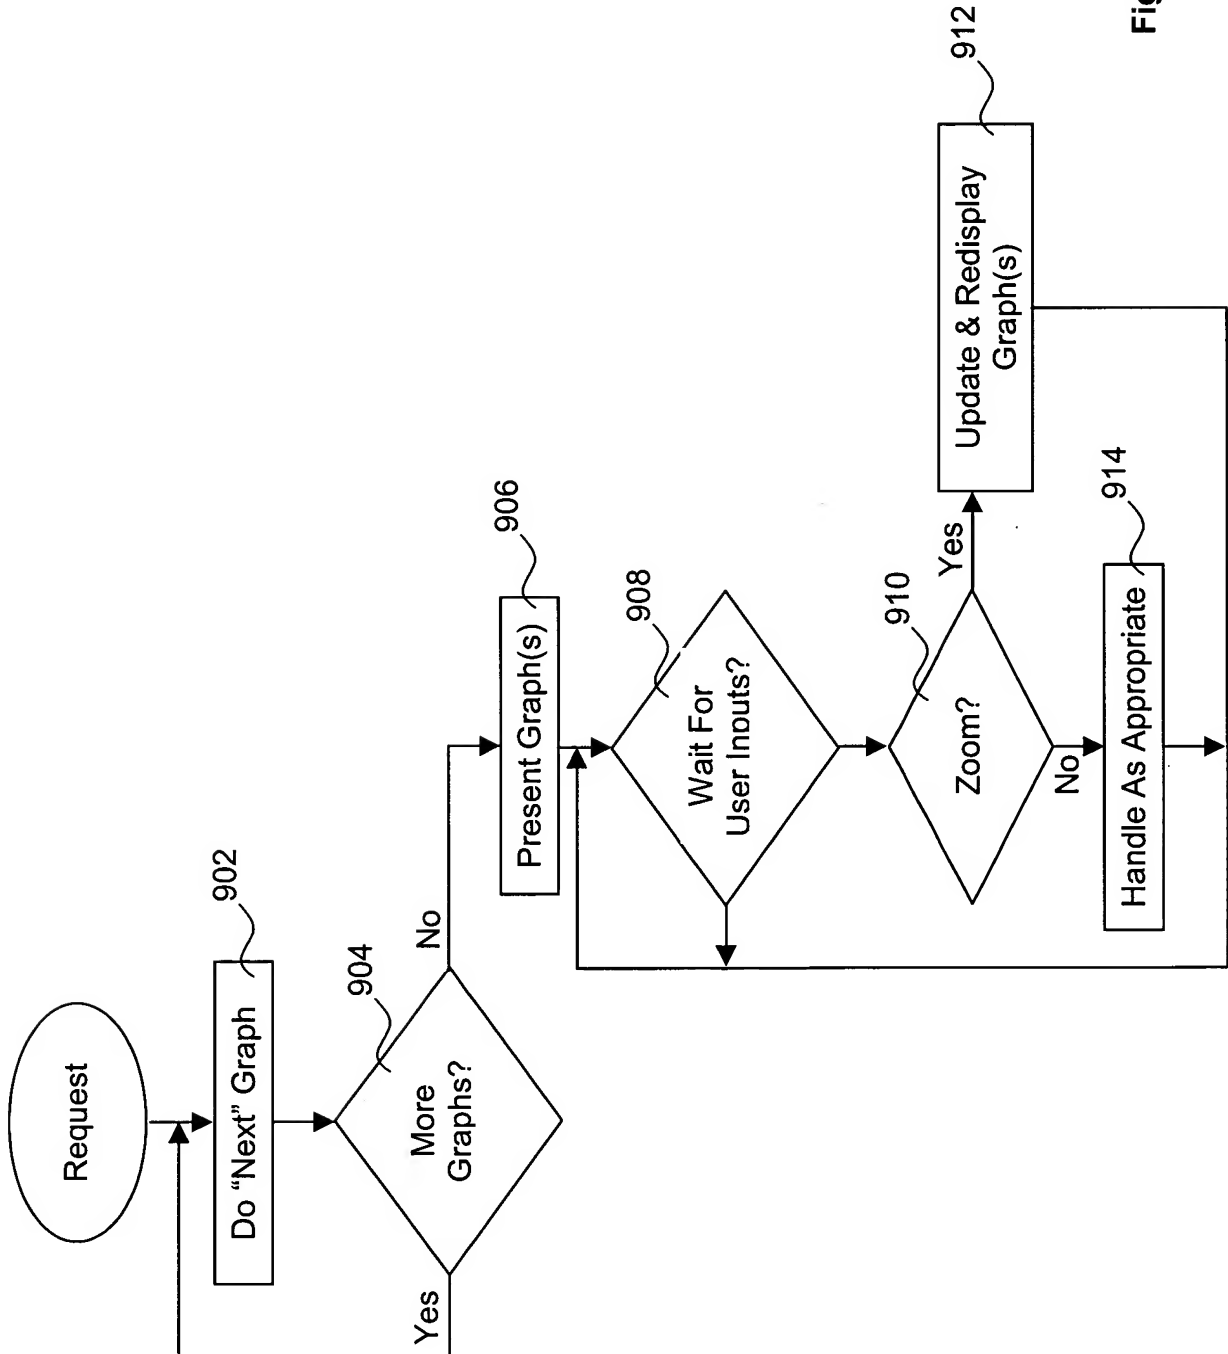 Request
Do “Next” Graph
902
More
Graphs?
904
Yes
No
Present Graph(s)
906
Wait For
User Inouts?
908
Zoom?
910
Yes
No
Update & Redisplay
Graph(s)
912
Handle As Appropriate
914